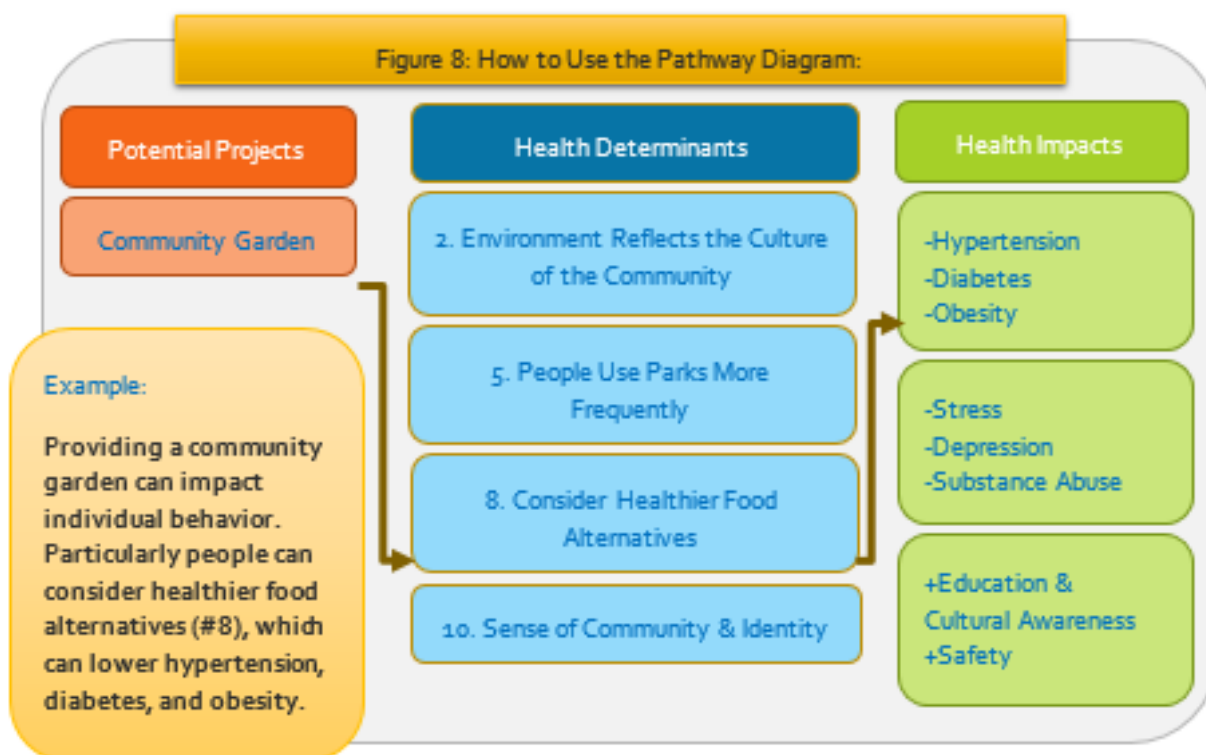 Figure 8: How to Use the Pathway Diagram:
Potential Projects
Community Garden
Example:
Providing a community
garden can impact
individual behavior.
Particularly people can
consider healthier food
alternatives (#8), which
can lower hypertension,
diabetes, and obesity.
Health Determinants
2. Environment Reflects the Culture
of the Community
5. People Use Parks More
Frequently
8. Consider Healthier Food
Alternatives
10. Sense of Community & Identity
Health Impacts
-Hypertension
-Diabetes
-Obesity
-Stress
-Depression
-Substance Abuse
+Education &
Cultural Awareness
+Safety